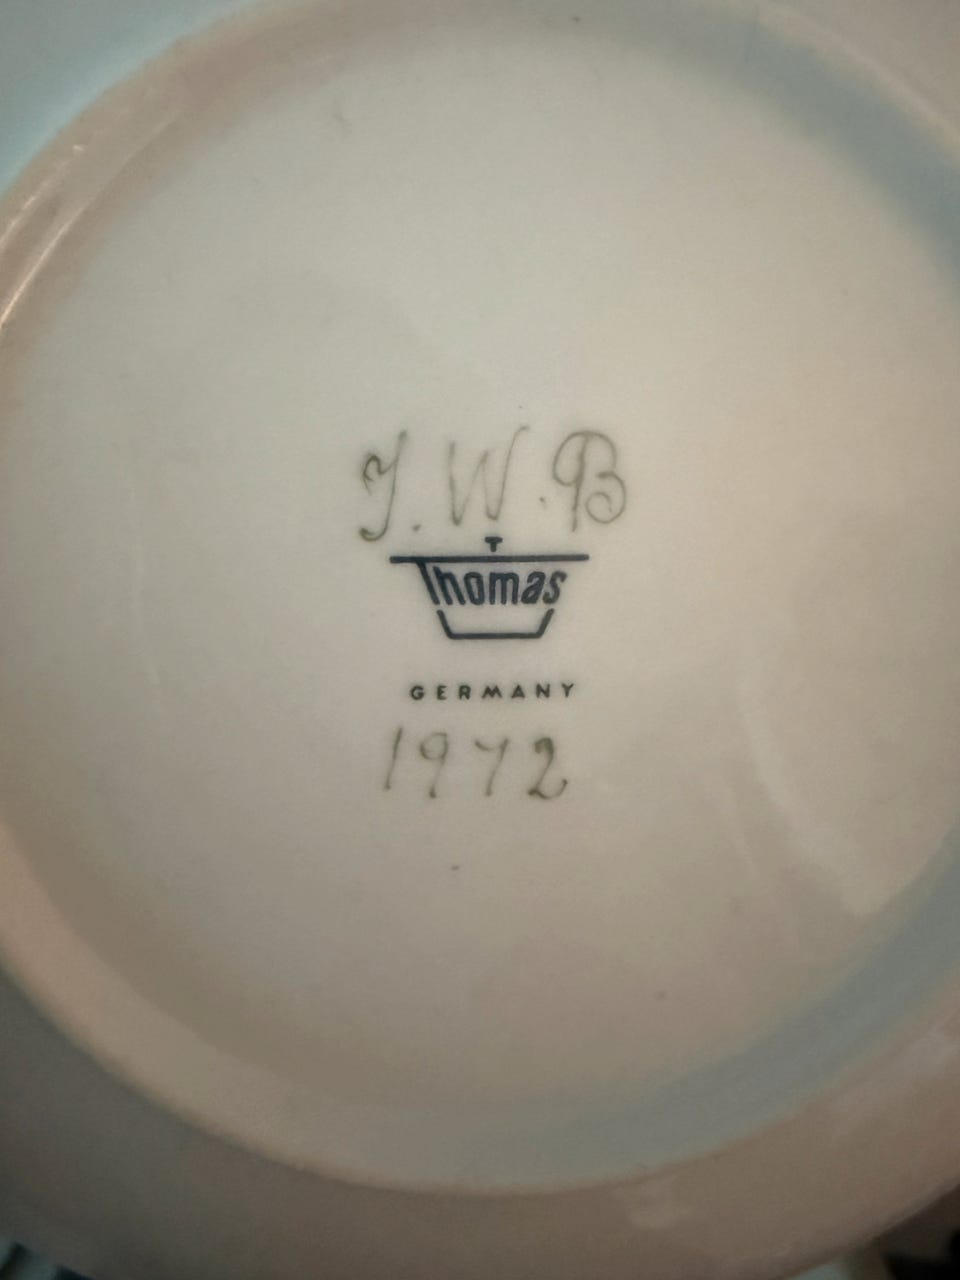 J. W. B
T
Thomas
GERMANY
1972